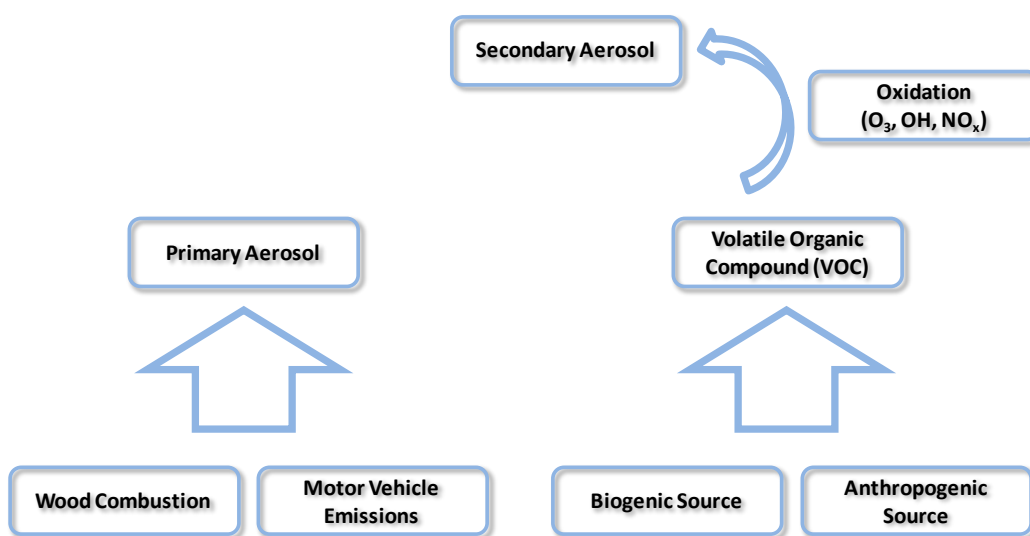 Secondary Aerosol
Oxidation
(O₃, OH, NOₓ)
Primary Aerosol
Volatile Organic
Compound (VOC)
Wood Combustion
Motor Vehicle
Emissions
Biogenic Source
Anthropogenic
Source